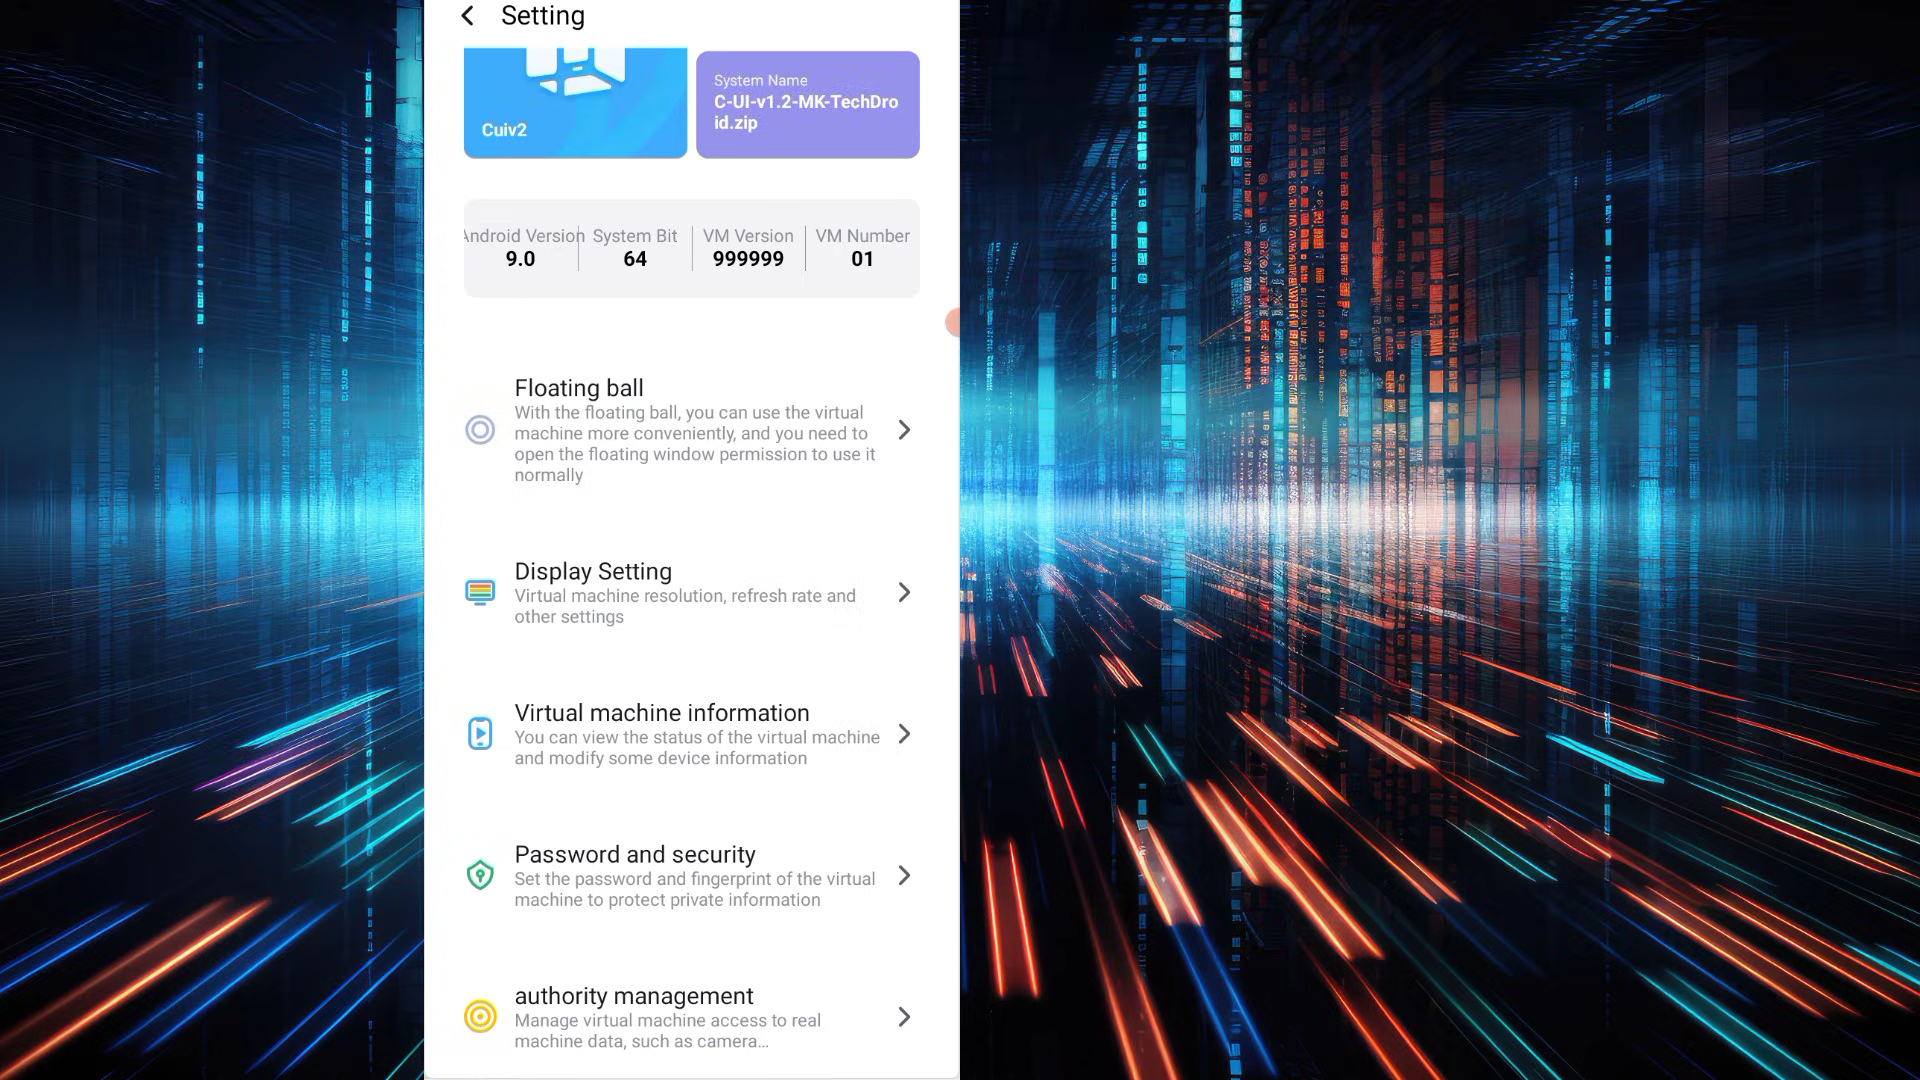 Setting
Cuiv2
System Name
C-UI-v1.2-MK-TechDro
id.zip
Android Version
9.0
System Bit
64
VM Version
999999
VM Number
01
Floating ball
With the floating ball, you can use the virtual
machine more conveniently, and you need to
open the floating window permission to use it
normally
Display Setting
Virtual machine resolution, refresh rate and
other settings
Virtual machine information
You can view the status of the virtual machine
and modify some device information
Password and security
Set the password and fingerprint of the virtual
machine to protect private information
authority management
Manage virtual machine access to real
machine data, such as camera...